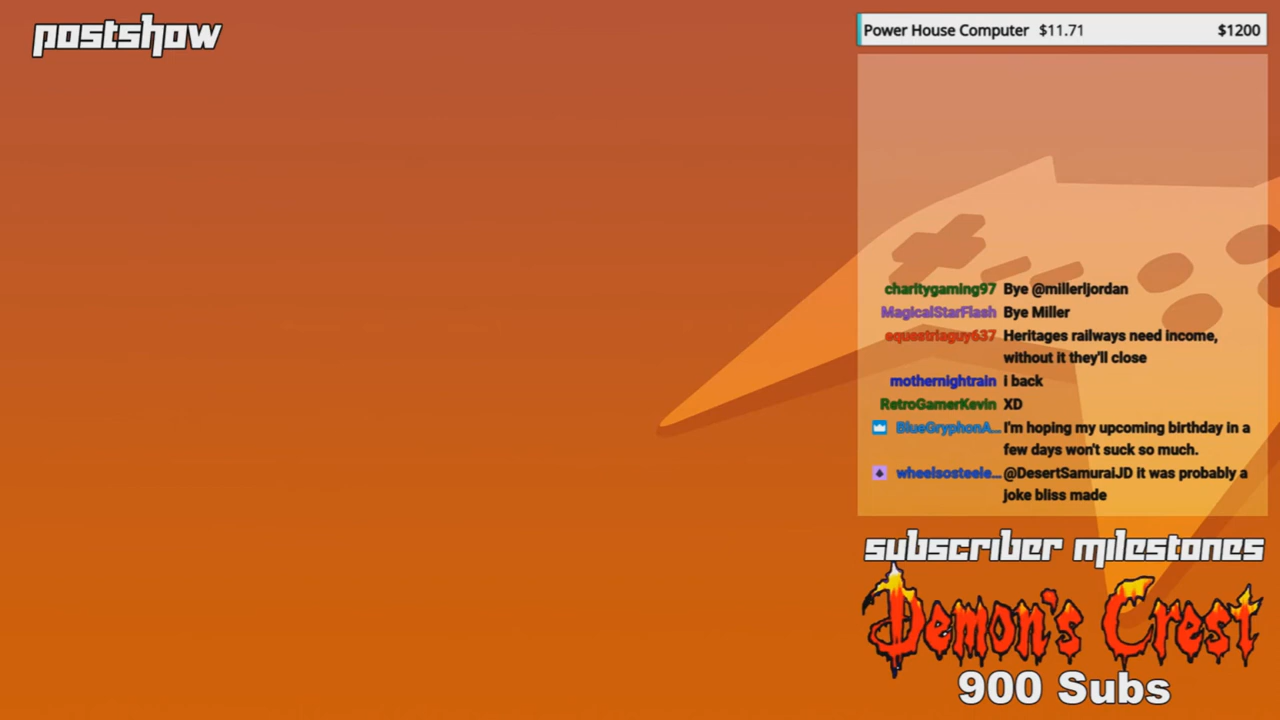 postshow
Power House Computer $11.71 $1200
charitygaming97 Bye @millerljordan
MagicalStarFlash Bye Miller
equestriaguy637 Heritages railways need income,
without it they'll close
mothernightrain i back
RetroGamerKevin XD
BlueGryphonA... I'm hoping my upcoming birthday in a
few days won't suck so much.
wheelsosteele... @DesertSamuraiJD it was probably a
joke bliss made
subscriber milestones
Demon's Crest
900 Subs